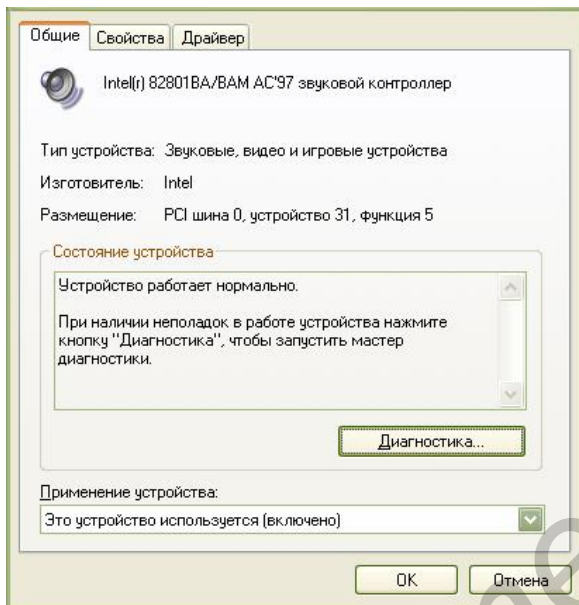 Общие Свойства Драйвер
Intel(r) 82801BA/BAM AC'97 звуковой контроллер
Тип устройства: Звуковые, видео и игровые устройства
Изготовитель: Intel
Размещение: PCI шина 0, устройство 31, функция 5
Состояние устройства
Устройство работает нормально.
При наличии неполадок в работе устройства нажмите
кнопку "Диагностика", чтобы запустить мастер
диагностики.
Диагностика...
Применение устройства:
Это устройство используется (включено)
ОК Отмена